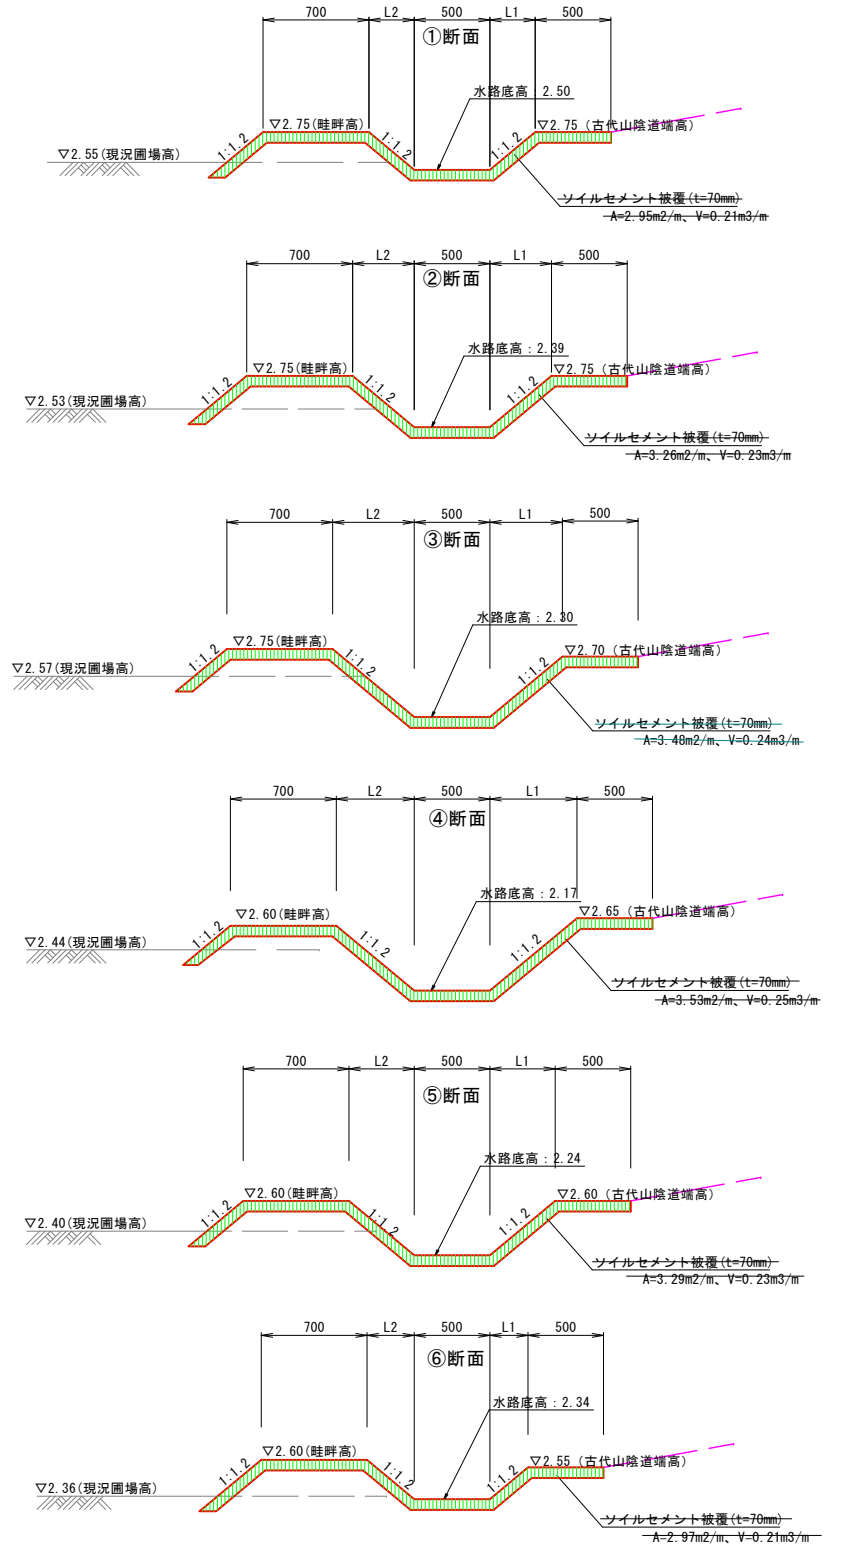 700 L2 500 L1 500
①断面
水路底高：2.50
▽2.75(畦畔高) ▽2.75 (古代山陰道端高)
1:1.2 1:1.2 1:1.2
▽2.55(現況圃場高)
ソイルセメント被覆(t=70mm)
A=2.95m2/m、V=0.21m3/m
700 L2 500 L1 500
②断面
水路底高：2.39
▽2.75(畦畔高) ▽2.75 (古代山陰道端高)
1:1.2 1:1.2 1:1.2
▽2.53(現況圃場高)
ソイルセメント被覆(t=70mm)
A=3.26m2/m、V=0.23m3/m
700 L2 500 L1 500
③断面
水路底高：2.30
▽2.75(畦畔高) ▽2.70 (古代山陰道端高)
1:1.2 1:1.2 1:1.2
▽2.57(現況圃場高)
ソイルセメント被覆(t=70mm)
A=3.48m2/m、V=0.24m3/m
700 L2 500 L1 500
④断面
水路底高：2.17
▽2.60(畦畔高) ▽2.65 (古代山陰道端高)
1:1.2 1:1.2 1:1.2
▽2.44(現況圃場高)
ソイルセメント被覆(t=70mm)
A=3.53m2/m、V=0.25m3/m
700 L2 500 L1 500
⑤断面
水路底高：2.24
▽2.60(畦畔高) ▽2.60 (古代山陰道端高)
1:1.2 1:1.2 1:1.2
▽2.40(現況圃場高)
ソイルセメント被覆(t=70mm)
A=3.29m2/m、V=0.23m3/m
700 L2 500 L1 500
⑥断面
水路底高：2.34
▽2.60(畦畔高) ▽2.55 (古代山陰道端高)
1:1.2 1:1.2 1:1.2
▽2.36(現況圃場高)
ソイルセメント被覆(t=70mm)
A=2.97m2/m、V=0.21m3/m